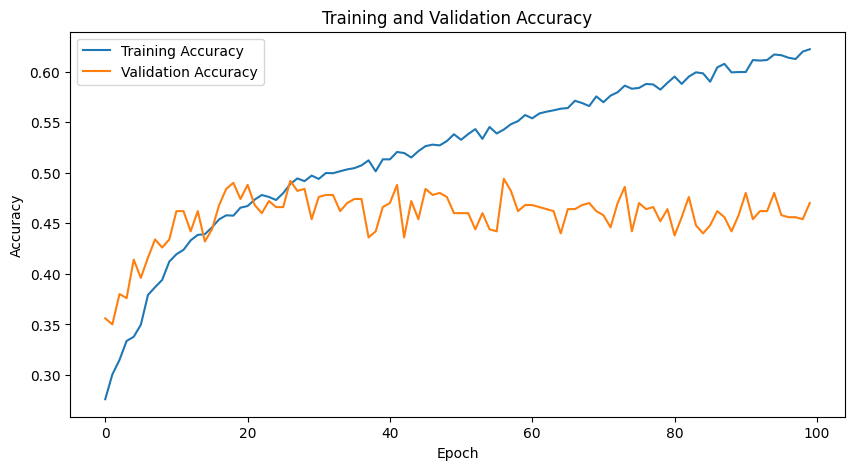 Training and Validation Accuracy
Training Accuracy
Validation Accuracy
Accuracy
0.60
0.55
0.50
0.45
0.40
0.35
0.30
0
20
40
60
80
100
Epoch